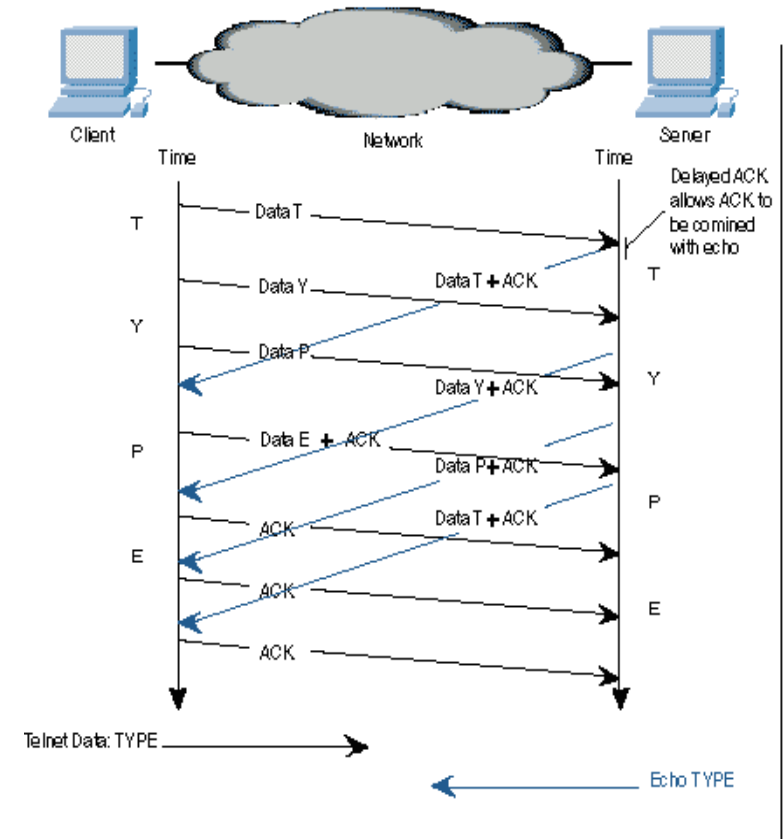 Client
Network
Server
Time
Time
Delayed ACK
allows ACK to
be comined
with echo
T
Data T
Data T + ACK
T
Data Y
Y
Data P
Data Y + ACK
Y
P
Data E + ACK
Data P + ACK
P
Data T + ACK
ACK
E
ACK
E
ACK
Telnet Data: TYPE
Echo TYPE